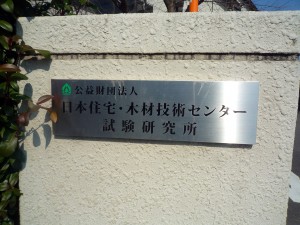 公益財団法人
日本住宅・木材技術センター
試験研究所